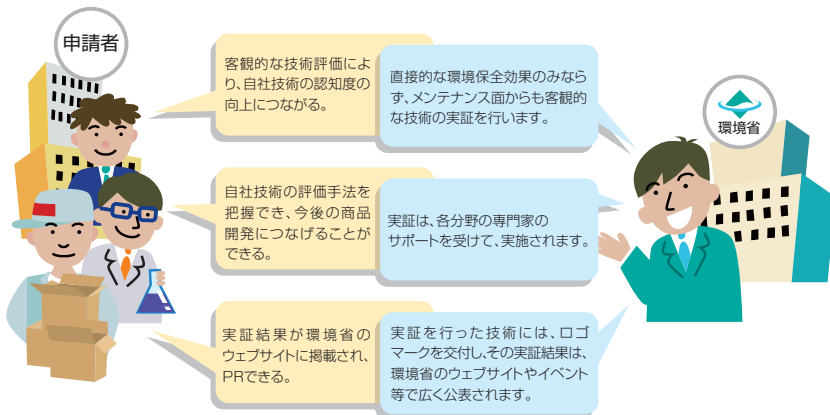 申請者
客観的な技術評価によ
り、自社技術の認知度の
向上につながる。
直接的な環境保全効果のみなら
ず、メンテナンス面からも客観的
な技術の実証を行います。
環境省
自社技術の評価手法を
把握でき、今後の商品
開発につなげることが
できる。
実証は、各分野の専門家の
サポートを受けて、実施されます。
実証結果が環境省の
ウェブサイトに掲載され、
PRできる。
実証を行った技術には、ロゴ
マークを交付し、その実証結果は、
環境省のウェブサイトやイベント
等で広く公表されます。